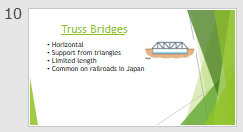 10
Truss Bridges
• Horizontal
• Support from triangles
• Limited length
• Common on railroads in Japan